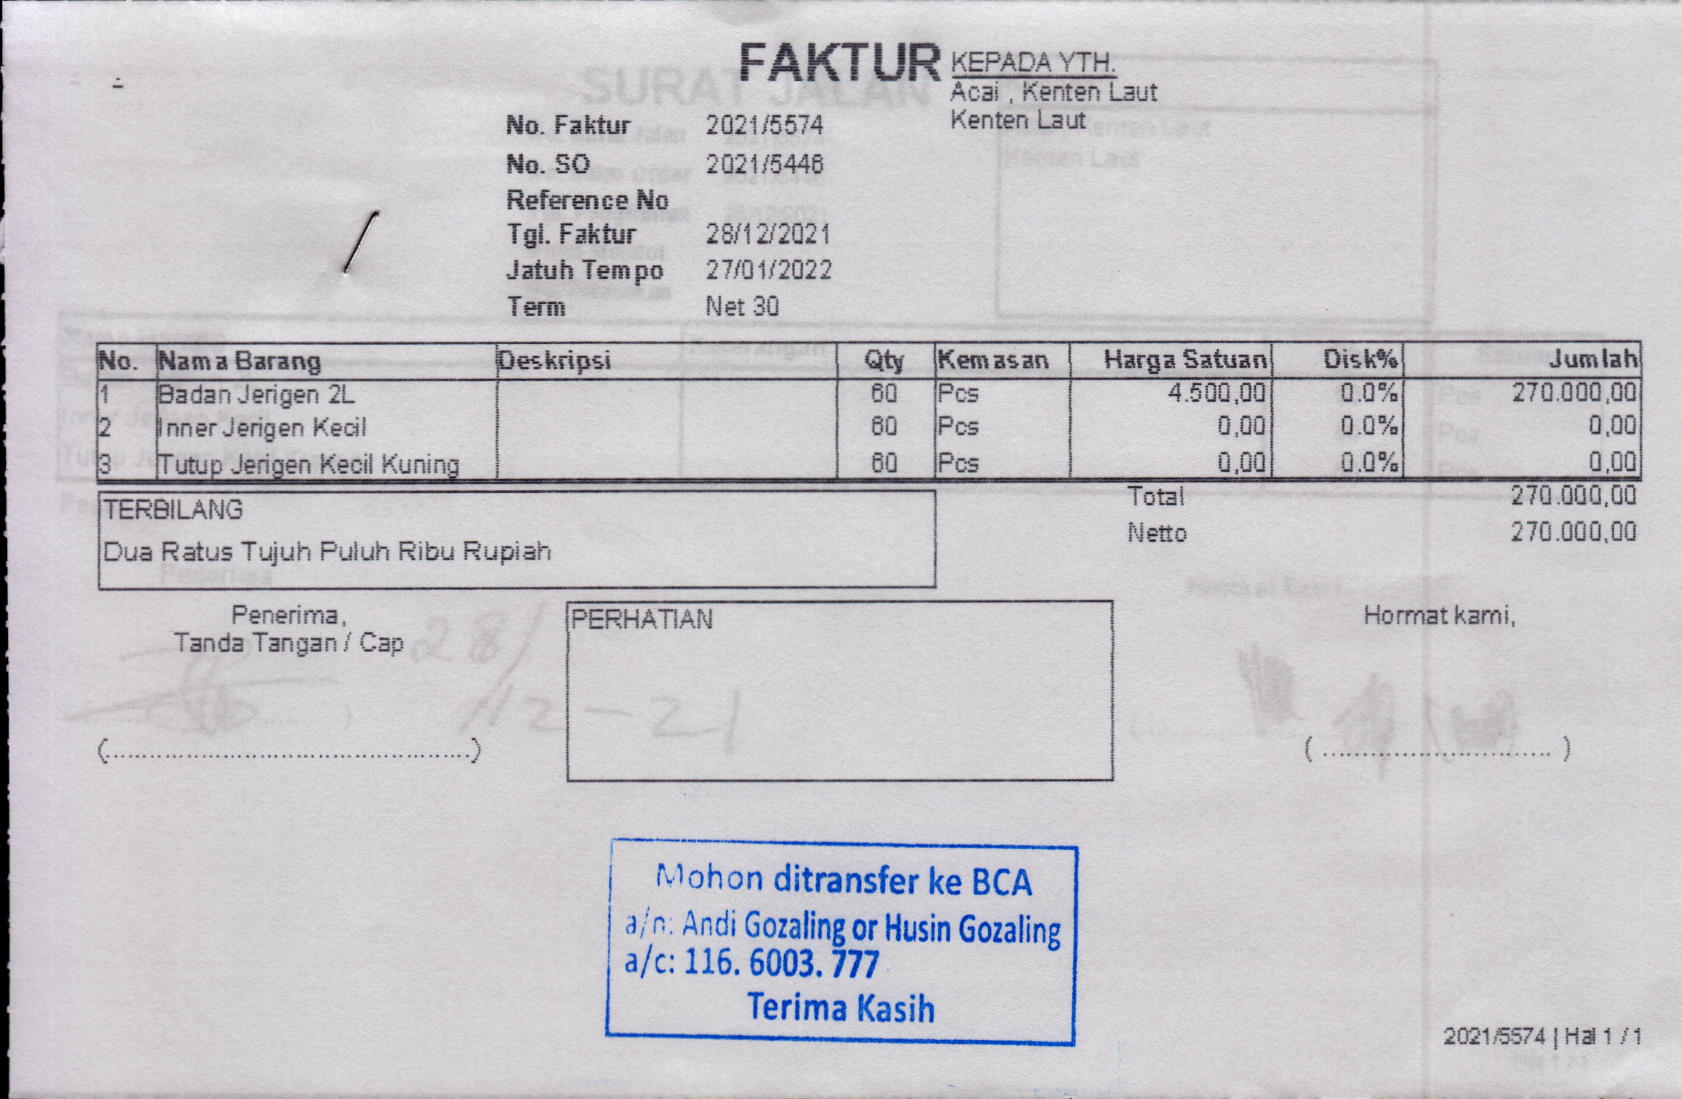 FAKTUR
KEPADA YTH.
Acai , Kenten Laut
Kenten Laut
No. Faktur 2021/5574
No. SO 2021/5446
Reference No
Tgl. Faktur 28/12/2021
Jatuh Tempo 27/01/2022
Term Net 30
No. Nama Barang Deskripsi Qty Kemasan Harga Satuan Disk% Jumlah
1 Badan Jerigen 2L 60 Pcs 4.500,00 0.0% 270.000,00
2 Inner Jerigen Kecil 60 Pcs 0,00 0.0% 0,00
3 Tutup Jerigen Kecil Kuning 60 Pcs 0,00 0.0% 0,00
Total 270.000,00
Netto 270.000,00
TERBILANG
Dua Ratus Tujuh Puluh Ribu Rupiah
Penerima,
Tanda Tangan / Cap
PERHATIAN
Hormat kami,
SURAT JALAN
28/
12-21
Mohon ditransfer ke BCA
a/n: Andi Gozaling or Husin Gozaling
a/c: 116. 6003. 777
Terima Kasih
2021/5574 | Hal 1 / 1